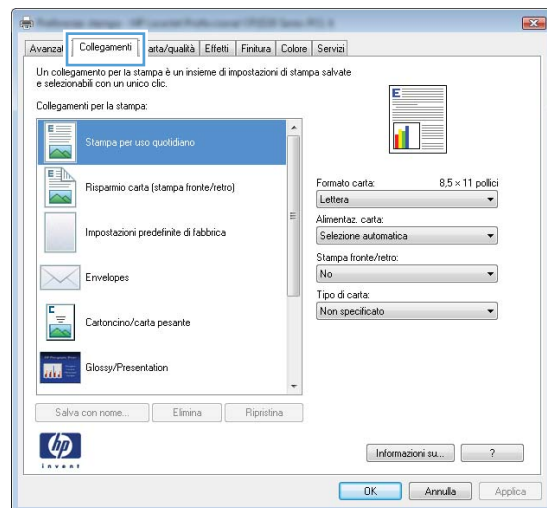 Avanzat Collegamenti arta/qualità Effetti Finitura Colore Servizi
Un collegamento per la stampa è un insieme di impostazioni di stampa salvate
e selezionabili con un unico clic.
Collegamenti per la stampa:
Stampa per uso quotidiano
Risparmio carta (stampa fronte/retro)
Impostazioni predefinite di fabbrica
Envelopes
Cartoncino/carta pesante
Glossy/Presentation
Salva con nome... Elimina Ripristina
E
Formato carta: 8,5 × 11 pollici
Lettera
Alimentaz. carta:
Selezione automatica
Stampa fronte/retro:
No
Tipo di carta:
Non specificato
hp
invent
Informazioni su... ?
OK Annulla Applica